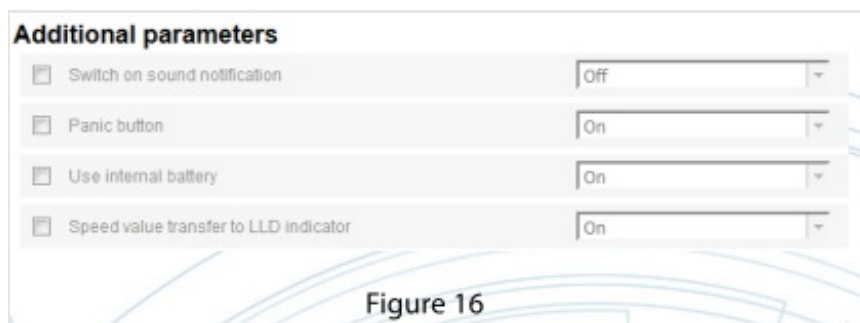 Additional parameters
Switch on sound notification Off
Panic button On
Use internal battery On
Speed value transfer to LLD indicator On
Figure 16